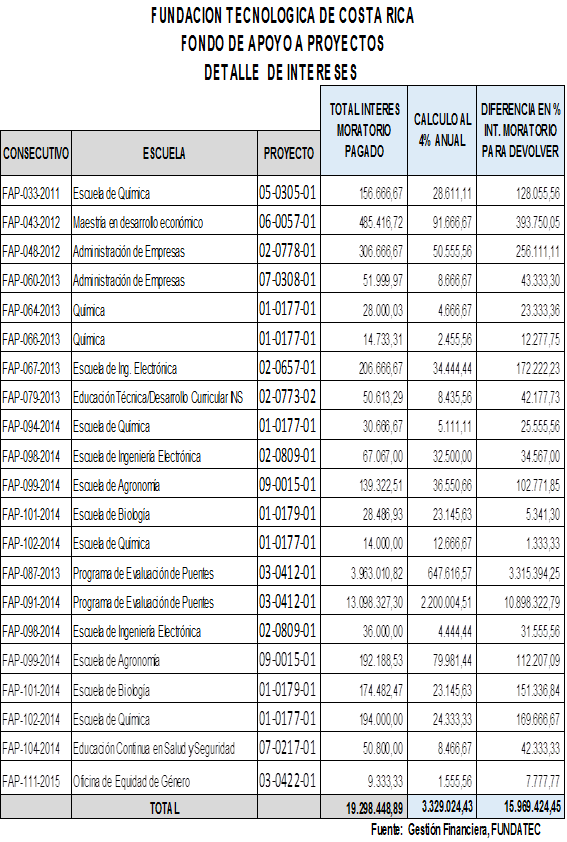 FUNDACION TECNOLOGICA DE COSTA RICA
FONDO DE APOYO A PROYECTOS
DETALLE DE INTERESES
CONSECUTIVO ESCUELA PROYECTO TOTAL INTERES MORATORIO PAGADO CALCULO AL 4% ANUAL DIFERENCIA EN % INT. MORATORIO PARA DEVOLVER
FAP-033-2011 Escuela de Química 05-0305-01 156.666,67 28.611,11 128.055,56
FAP-043-2012 Maestría en desarrollo económico 06-0057-01 485.416,72 91.666,67 393.750,05
FAP-048-2012 Administración de Empresas 02-0778-01 306.666,67 50.555,56 256.111,11
FAP-060-2013 Administración de Empresas 07-0308-01 51.999,97 8.666,67 43.333,30
FAP-064-2013 Química 01-0177-01 28.000,03 4.666,67 23.333,36
FAP-066-2013 Química 01-0177-01 14.733,31 2.455,56 12.277,75
FAP-067-2013 Escuela de Ing. Electrónica 02-0657-01 206.666,67 34.444,44 172.222,23
FAP-079-2013 Educación Técnica/Desarrollo Curricular INS 02-0773-02 50.613,29 8.435,56 42.177,73
FAP-094-2014 Escuela de Química 01-0177-01 30.666,67 5.111,11 25.555,56
FAP-098-2014 Escuela de Ingeniería Electrónica 02-0809-01 67.067,00 32.500,00 34.567,00
FAP-099-2014 Escuela de Agronomía 09-0015-01 139.322,51 36.550,66 102.771,85
FAP-101-2014 Escuela de Biología 01-0179-01 28.486,93 23.145,63 5.341,30
FAP-102-2014 Escuela de Química 01-0177-01 14.000,00 12.666,67 1.333,33
FAP-087-2013 Programa de Evaluación de Puentes 03-0412-01 3.963.010,82 647.616,57 3.315.394,25
FAP-091-2014 Programa de Evaluación de Puentes 03-0412-01 13.098.327,30 2.200.004,51 10.898.322,79
FAP-098-2014 Escuela de Ingeniería Electrónica 02-0809-01 36.000,00 4.444,44 31.555,56
FAP-099-2014 Escuela de Agronomía 09-0015-01 192.188,53 79.981,44 112.207,09
FAP-101-2014 Escuela de Biología 01-0179-01 174.482,47 23.145,63 151.336,84
FAP-102-2014 Escuela de Química 01-0177-01 194.000,00 24.333,33 169.666,67
FAP-104-2014 Educación Continua en Salud y Seguridad 07-0217-01 50.800,00 8.466,67 42.333,33
FAP-111-2015 Oficina de Equidad de Género 03-0422-01 9.333,33 1.555,56 7.777,77
TOTAL 19.298.448,89 3.329.024,43 15.969.424,45
Fuente: Gestión Financiera, FUNDATEC